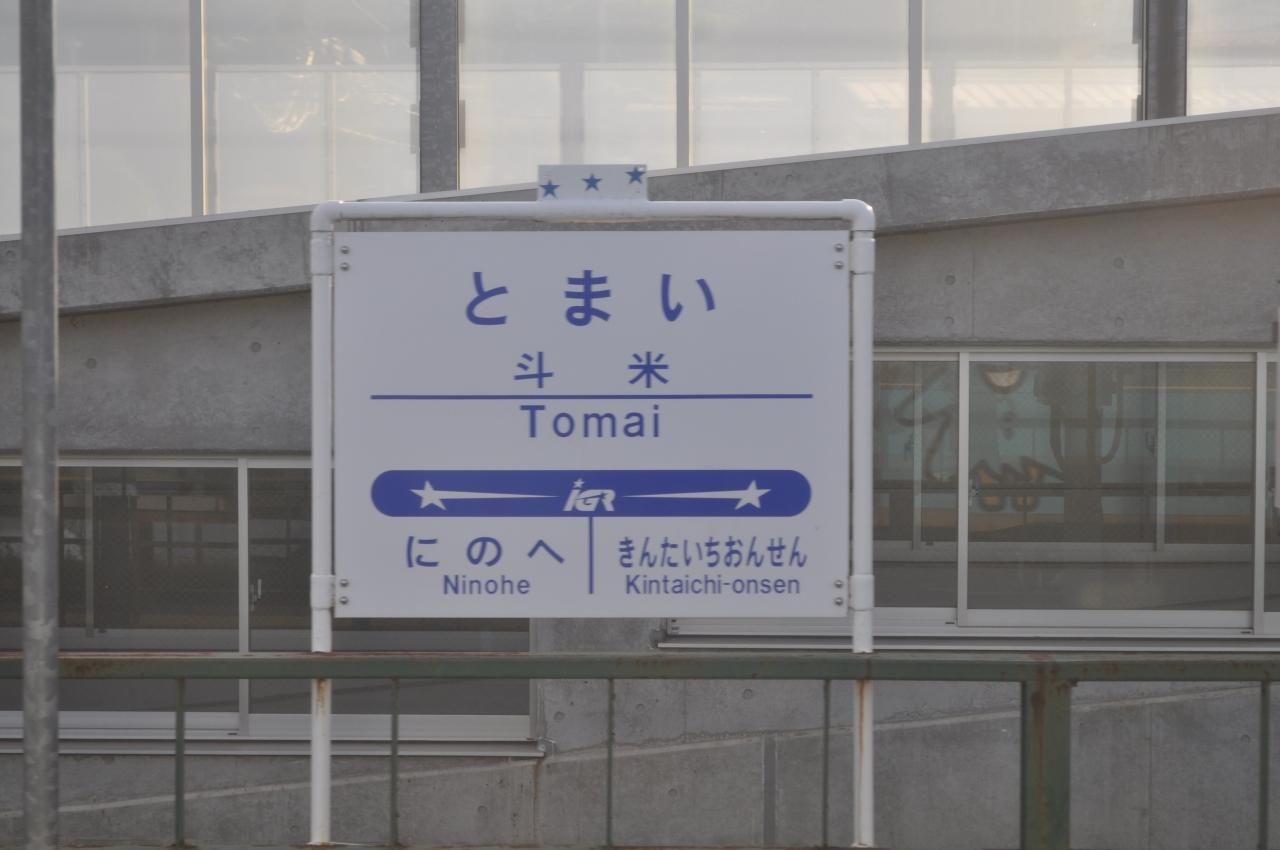 とまい
斗米
Tomai
IGR
にのへ
Ninohe
きんたいちおんせん
Kintaichi-onsen